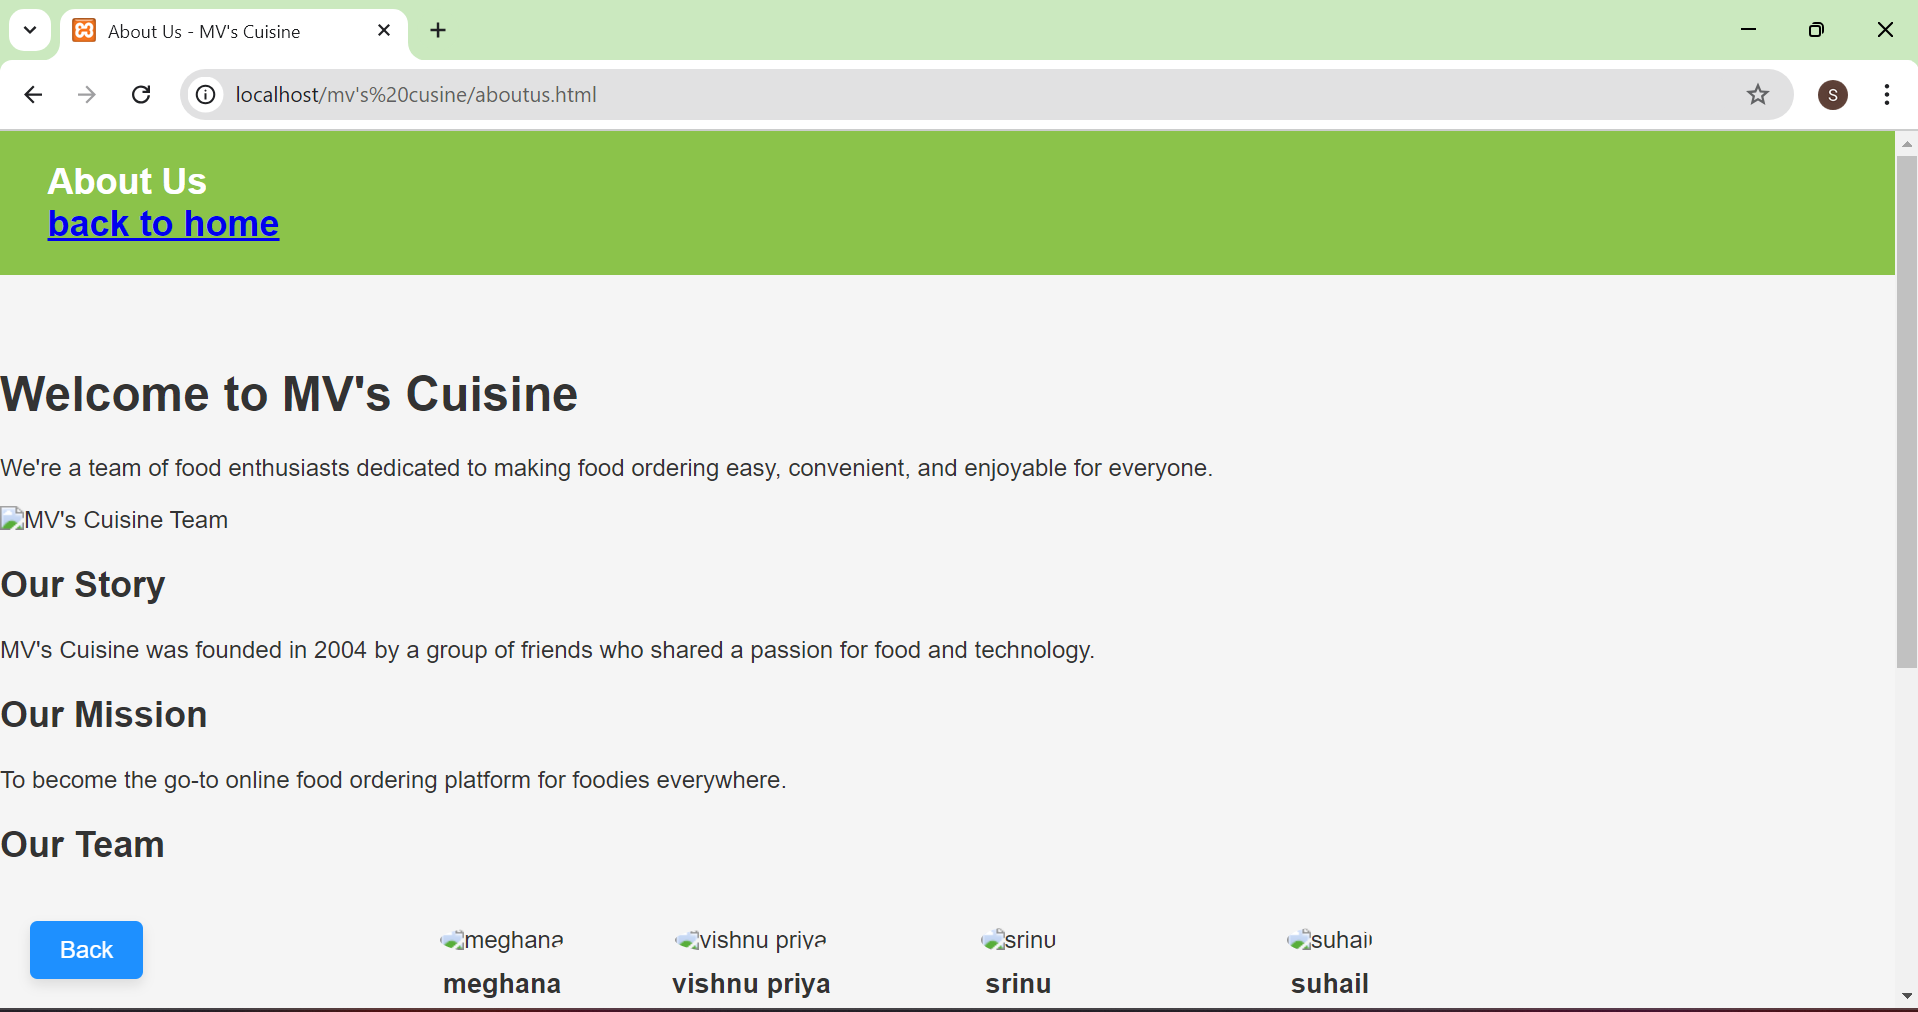 About Us - MV's Cuisine
localhost/mv's%20cusine/aboutus.html
S
About Us
back to home
Welcome to MV's Cuisine
We're a team of food enthusiasts dedicated to making food ordering easy, convenient, and enjoyable for everyone.
MV's Cuisine Team
Our Story
MV's Cuisine was founded in 2004 by a group of friends who shared a passion for food and technology.
Our Mission
To become the go-to online food ordering platform for foodies everywhere.
Our Team
Back
meghana vishnu priya srinu suhail
meghana vishnu priya srinu suhail